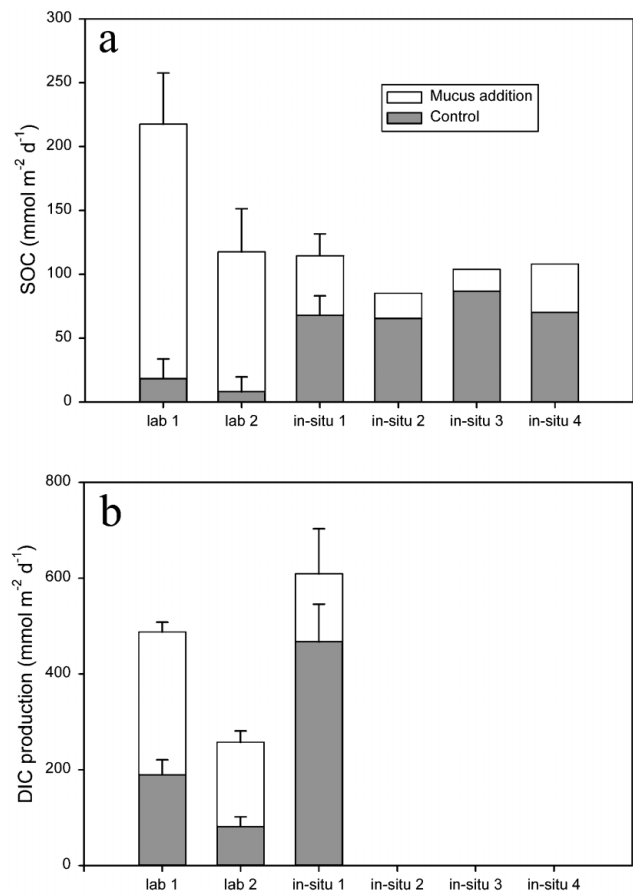 a
300
250
200
150
100
50
0
SOC (mmol m⁻² d⁻¹)
Mucus addition
Control
lab 1 lab 2 in-situ 1 in-situ 2 in-situ 3 in-situ 4
b
800
600
400
200
0
DIC production (mmol m⁻² d⁻¹)
lab 1 lab 2 in-situ 1 in-situ 2 in-situ 3 in-situ 4